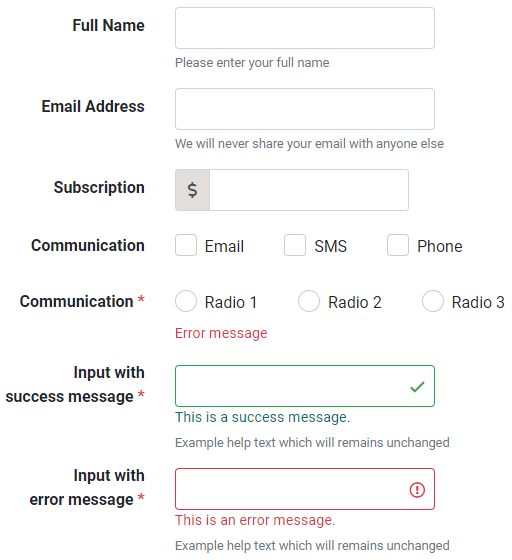 Full Name
Please enter your full name
Email Address
We will never share your email with anyone else
Subscription $
Communication Email SMS Phone
Communication * Radio 1 Radio 2 Radio 3
Error message
Input with
success message *
This is a success message.
Example help text which will remains unchanged
Input with
error message *
This is an error message.
Example help text which will remains unchanged